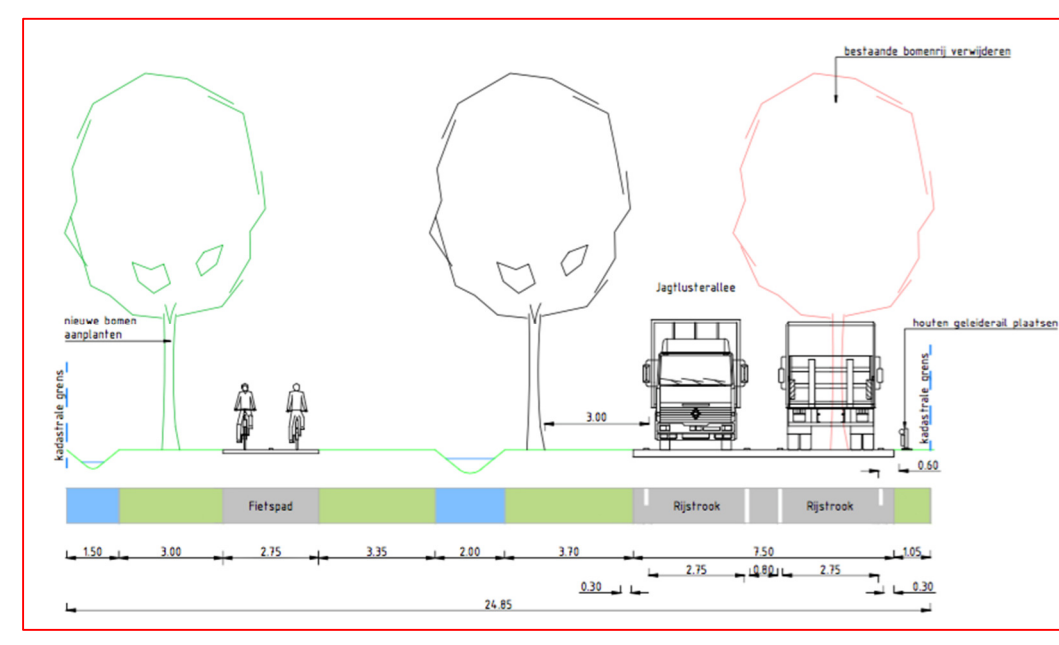 bestaande bomenrij verwijderen
Jagtlusterallee
nieuwe bomen
aanplanten
houten geleiderail plaatsen
kadastrale grens
kadastrale grens
3.00
0.60
Fietspad
Rijstrook
Rijstrook
1.50
3.00
2.75
3.35
2.00
3.70
7.50
1.05
2.75
0.80
2.75
0.30
0.30
24.85